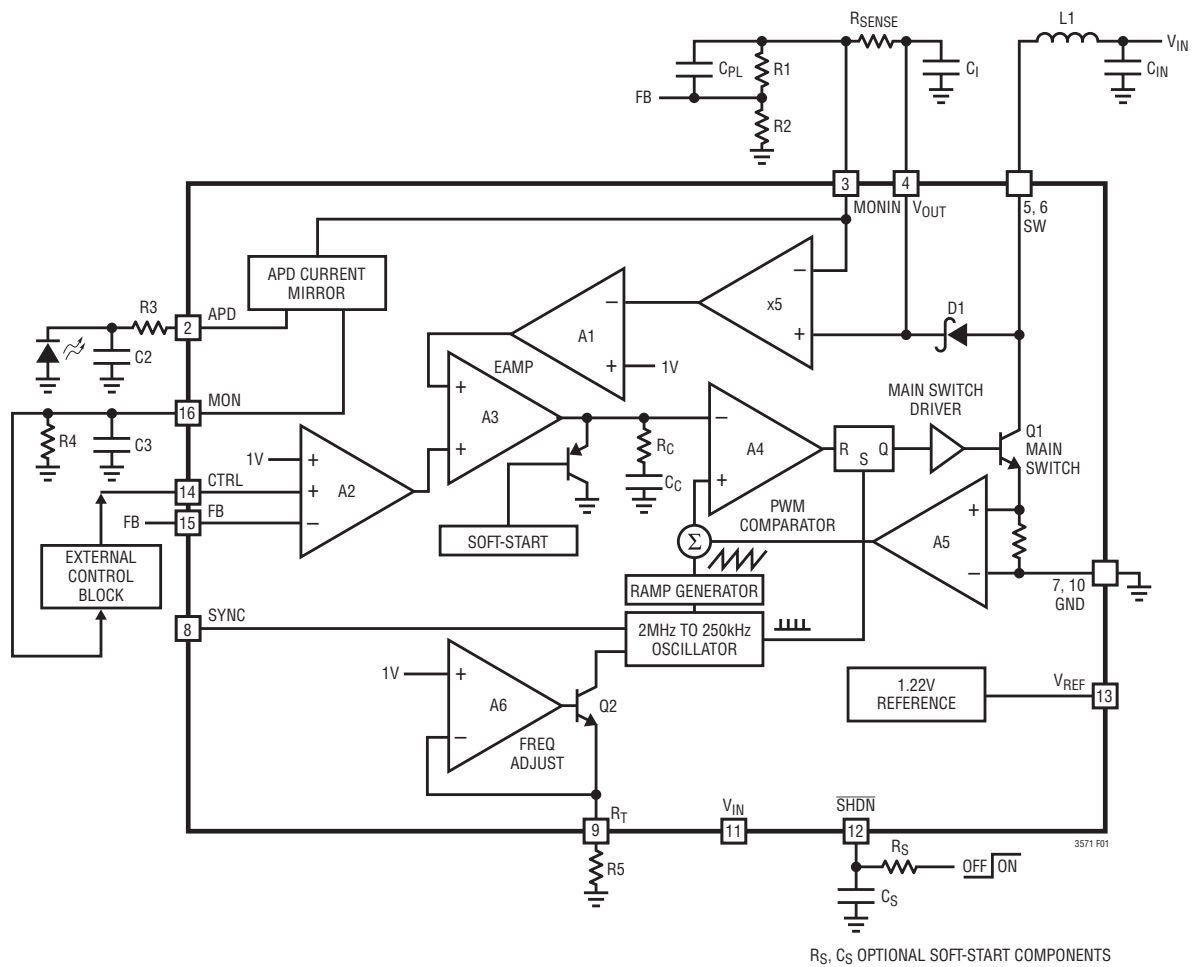 RSENSE
L1
VIN
CPL
R1
CI
CIN
FB
R2
3
4
MONIN
VOUT
5, 6
SW
APD CURRENT
MIRROR
R3
APD
2
C2
–
x5
+
D1
–
A1
+
1V
EAMP
+
A3
+
MON
16
R4
C3
MAIN SWITCH
DRIVER
–
A4
+
R
S
Q
Q1
MAIN
SWITCH
RC
CC
1V
+
+
A2
–
CTRL
14
FB
FB
15
SOFT-START
PWM
COMPARATOR
Σ
+
A5
–
EXTERNAL
CONTROL
BLOCK
RAMP GENERATOR
7, 10
GND
SYNC
8
2MHz TO 250kHz
OSCILLATOR
1V
+
A6
–
Q2
FREQ
ADJUST
1.22V
REFERENCE
VREF
13
RT
9
VIN
11
SHDN
12
3571 F01
R5
RS
OFF ON
CS
RS, CS OPTIONAL SOFT-START COMPONENTS